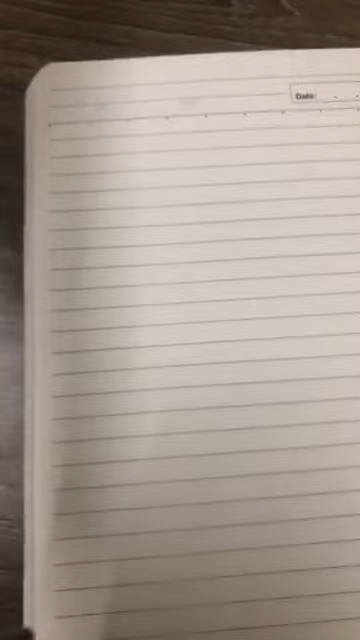 Date: . .